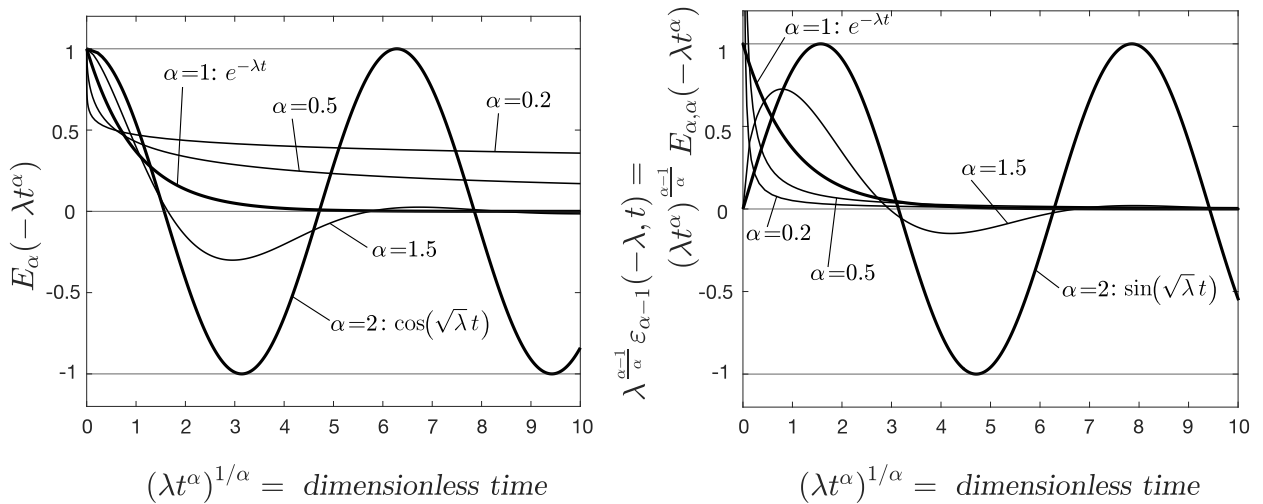 E_α(−λt^α)
1
0.5
0
-0.5
-1
α=1: e^{−λt}
α=0.5
α=0.2
α=1.5
α=2: cos(√λ t)
0 1 2 3 4 5 6 7 8 9 10
(λt^α)^{1/α} = dimensionless time
λ^{\frac{α−1}{α}} ε_{α−1}(−λ, t) =
(λt^α)^{\frac{α−1}{α}} E_{α,α}(−λt^α)
1
0.5
0
-0.5
-1
α=1: e^{−λt}
α=1.5
α=0.2
α=0.5
α=2: sin(√λ t)
0 1 2 3 4 5 6 7 8 9 10
(λt^α)^{1/α} = dimensionless time